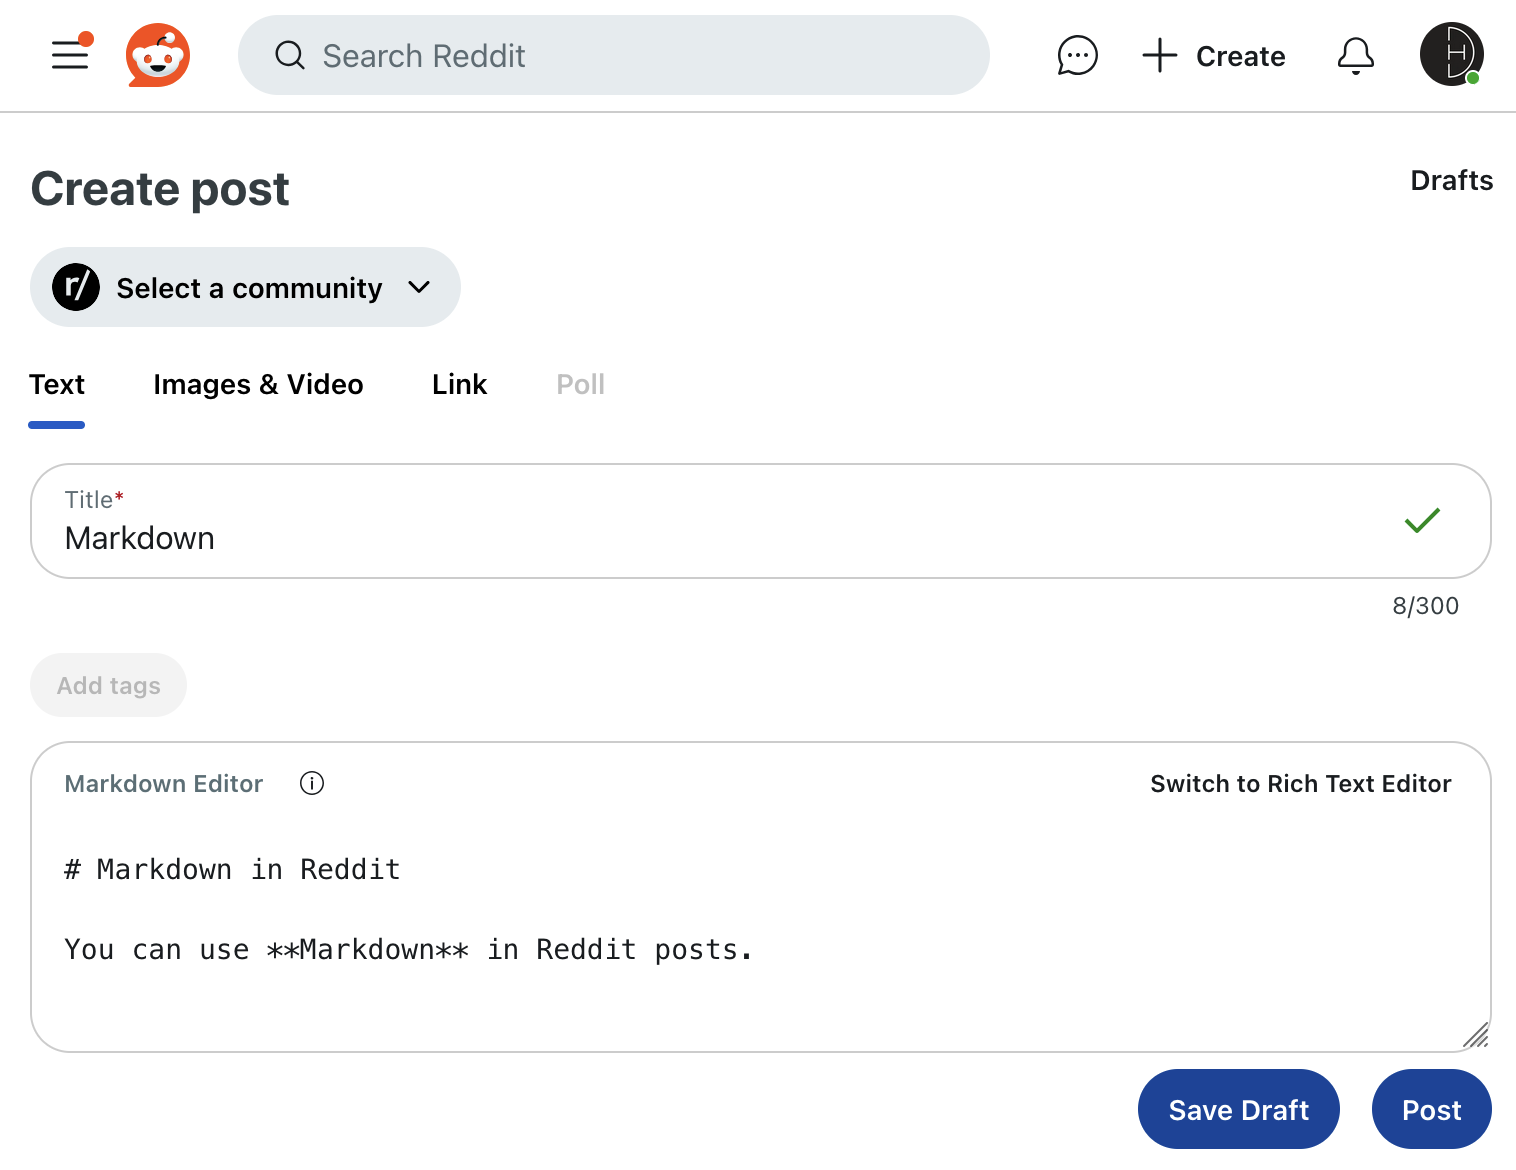 Search Reddit
Create
Create post
Drafts
r/ Select a community
Text Images & Video Link Poll
Title*
Markdown
8/300
Add tags
Markdown Editor
Switch to Rich Text Editor
# Markdown in Reddit
You can use **Markdown** in Reddit posts.
Save Draft Post